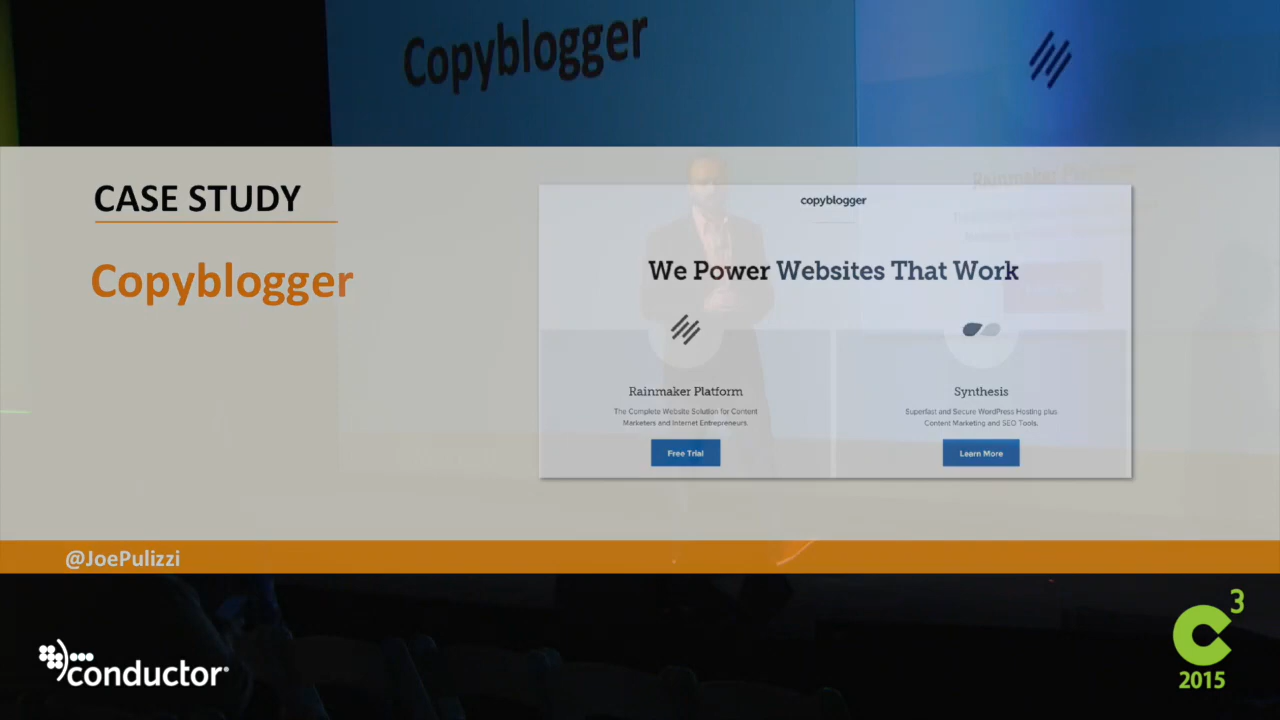 Copyblogger
CASE STUDY
Copyblogger
copyblogger
We Power Websites That Work
Rainmaker Platform
The Complete Website Solution for Content
Marketers and Internet Entrepreneurs.
Free Trial
Synthesis
Superfast and Secure WordPress Hosting plus
Content Marketing and SEO Tools.
Learn More
@JoePulizzi
conductor
C3
2015